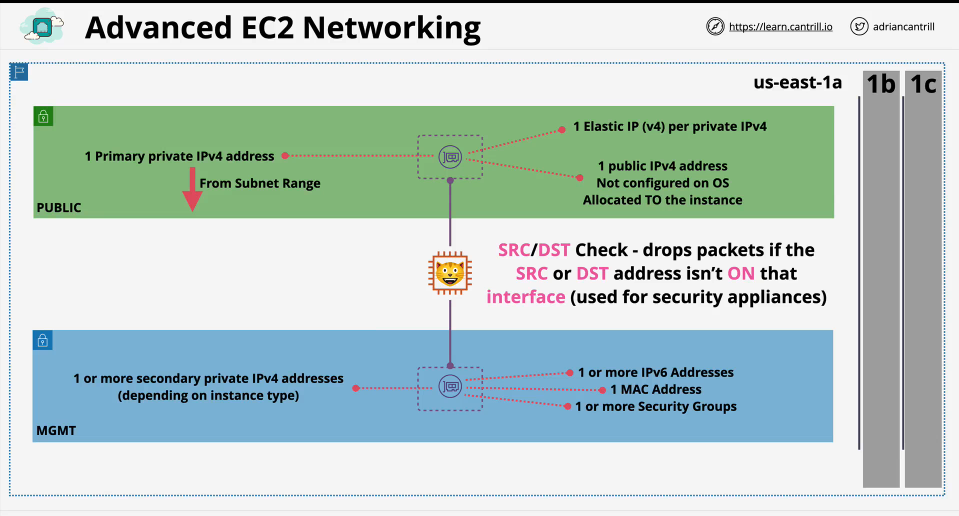 Advanced EC2 Networking
https://learn.cantrill.io
adriancantrill
us-east-1a
1b
1c
1 Primary private IPv4 address
From Subnet Range
PUBLIC
1 Elastic IP (v4) per private IPv4
1 public IPv4 address
Not configured on OS
Allocated TO the instance
SRC/DST Check - drops packets if the
SRC or DST address isn’t ON that
interface (used for security appliances)
1 or more secondary private IPv4 addresses
(depending on instance type)
MGMT
1 or more IPv6 Addresses
1 MAC Address
1 or more Security Groups